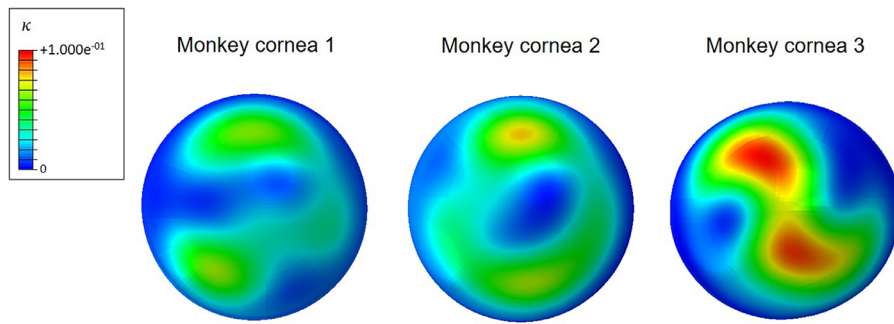 κ
+1.000e⁻⁰¹
0
Monkey cornea 1
Monkey cornea 2
Monkey cornea 3